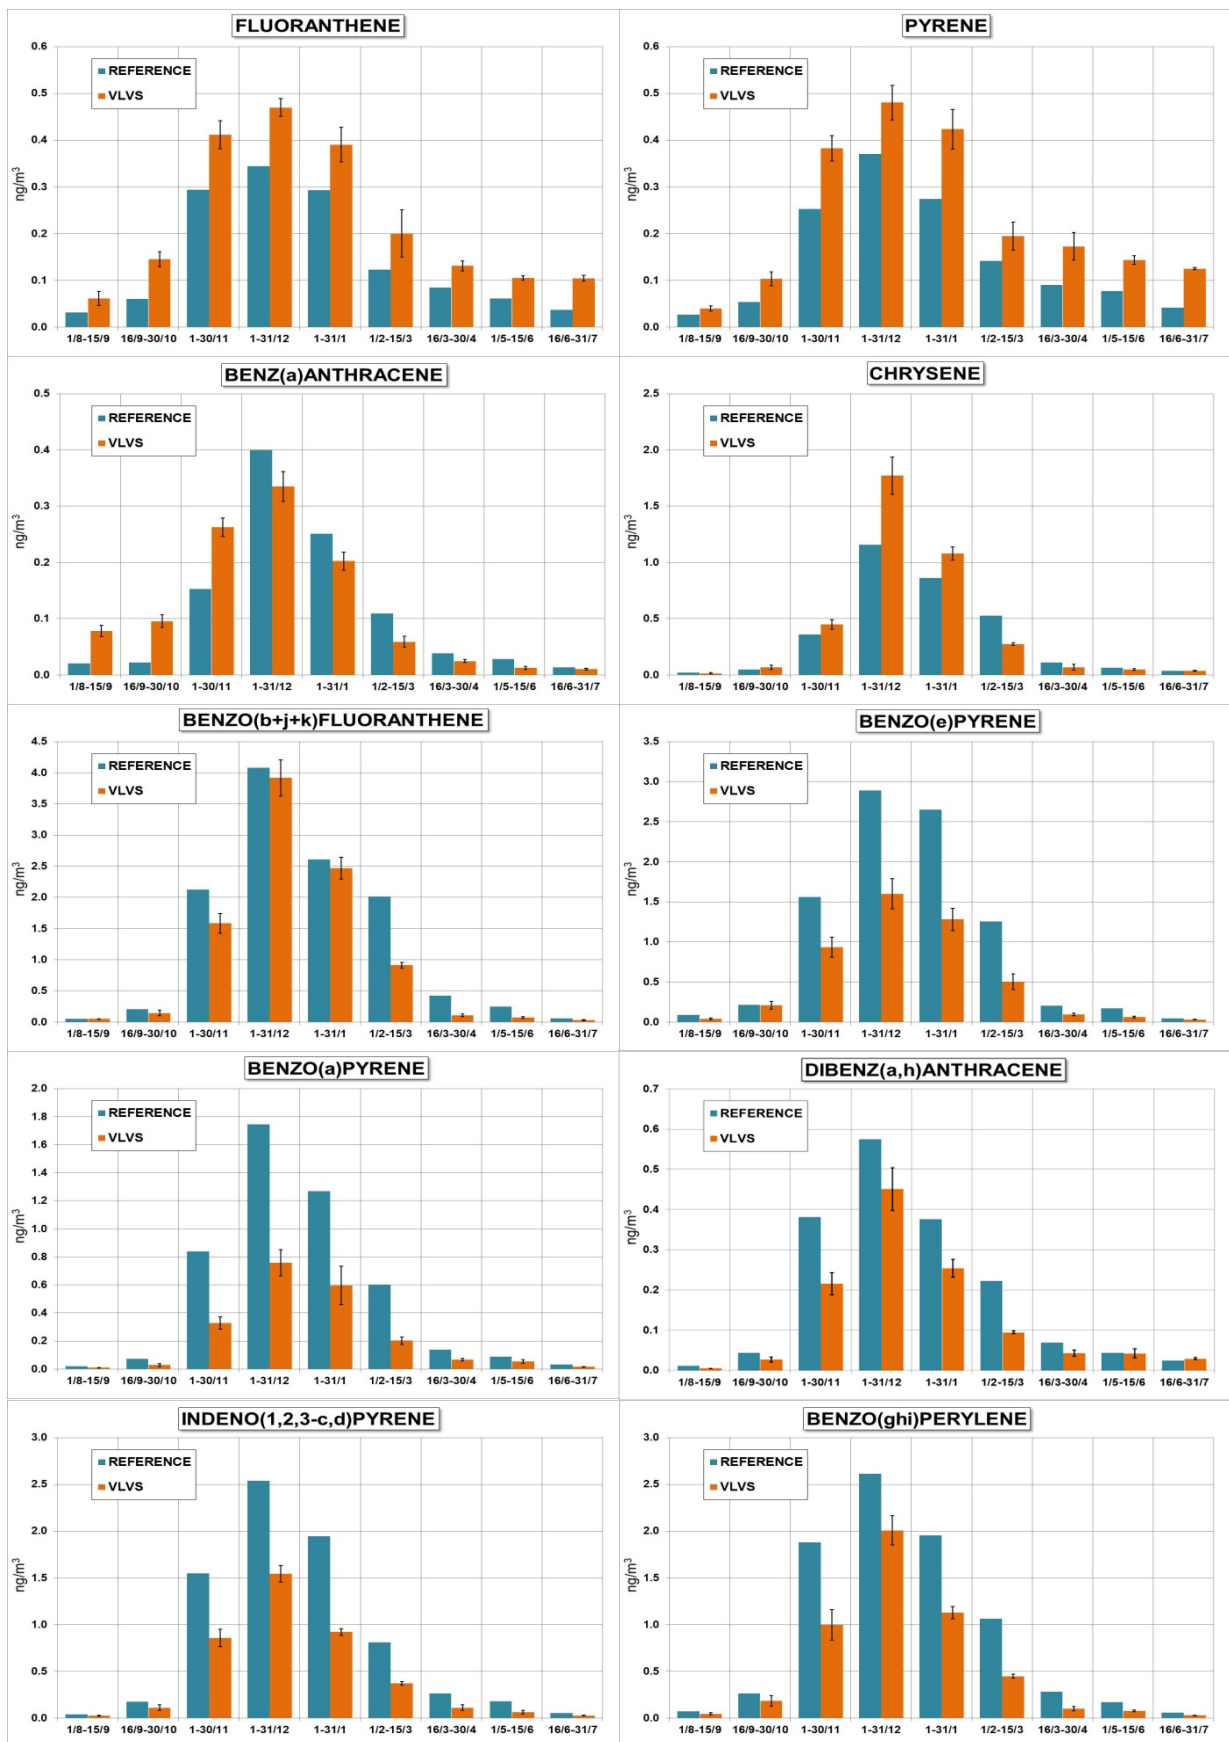 FLUORANTHENE
0.6
0.5
0.4
0.3
0.2
0.1
0.0
ng/m³
REFERENCE
VLVS
1/8-15/9 16/9-30/10 1-30/11 1-31/12 1-31/1 1/2-15/3 16/3-30/4 1/5-15/6 16/6-31/7
PYRENE
0.6
0.5
0.4
0.3
0.2
0.1
0.0
ng/m³
REFERENCE
VLVS
1/8-15/9 16/9-30/10 1-30/11 1-31/12 1-31/1 1/2-15/3 16/3-30/4 1/5-15/6 16/6-31/7
BENZ(a)ANTHRACENE
0.5
0.4
0.3
0.2
0.1
0.0
ng/m³
REFERENCE
VLVS
1/8-15/9 16/9-30/10 1-30/11 1-31/12 1-31/1 1/2-15/3 16/3-30/4 1/5-15/6 16/6-31/7
CHRYSENE
2.5
2.0
1.5
1.0
0.5
0.0
ng/m³
REFERENCE
VLVS
1/8-15/9 16/9-30/10 1-30/11 1-31/12 1-31/1 1/2-15/3 16/3-30/4 1/5-15/6 16/6-31/7
BENZO(b+j+k)FLUORANTHENE
4.5
4.0
3.5
3.0
2.5
2.0
1.5
1.0
0.5
0.0
ng/m³
REFERENCE
VLVS
1/8-15/9 16/9-30/10 1-30/11 1-31/12 1-31/1 1/2-15/3 16/3-30/4 1/5-15/6 16/6-31/7
BENZO(e)PYRENE
3.5
3.0
2.5
2.0
1.5
1.0
0.5
0.0
ng/m³
REFERENCE
VLVS
1/8-15/9 16/9-30/10 1-30/11 1-31/12 1-31/1 1/2-15/3 16/3-30/4 1/5-15/6 16/6-31/7
BENZO(a)PYRENE
2.0
1.8
1.6
1.4
1.2
1.0
0.8
0.6
0.4
0.2
0.0
ng/m³
REFERENCE
VLVS
1/8-15/9 16/9-30/10 1-30/11 1-31/12 1-31/1 1/2-15/3 16/3-30/4 1/5-15/6 16/6-31/7
DIBENZ(a,h)ANTHRACENE
0.7
0.6
0.5
0.4
0.3
0.2
0.1
0.0
ng/m³
REFERENCE
VLVS
1/8-15/9 16/9-30/10 1-30/11 1-31/12 1-31/1 1/2-15/3 16/3-30/4 1/5-15/6 16/6-31/7
INDENO(1,2,3-c,d)PYRENE
3.0
2.5
2.0
1.5
1.0
0.5
0.0
ng/m³
REFERENCE
VLVS
1/8-15/9 16/9-30/10 1-30/11 1-31/12 1-31/1 1/2-15/3 16/3-30/4 1/5-15/6 16/6-31/7
BENZO(ghi)PERYLENE
3.0
2.5
2.0
1.5
1.0
0.5
0.0
ng/m³
REFERENCE
VLVS
1/8-15/9 16/9-30/10 1-30/11 1-31/12 1-31/1 1/2-15/3 16/3-30/4 1/5-15/6 16/6-31/7